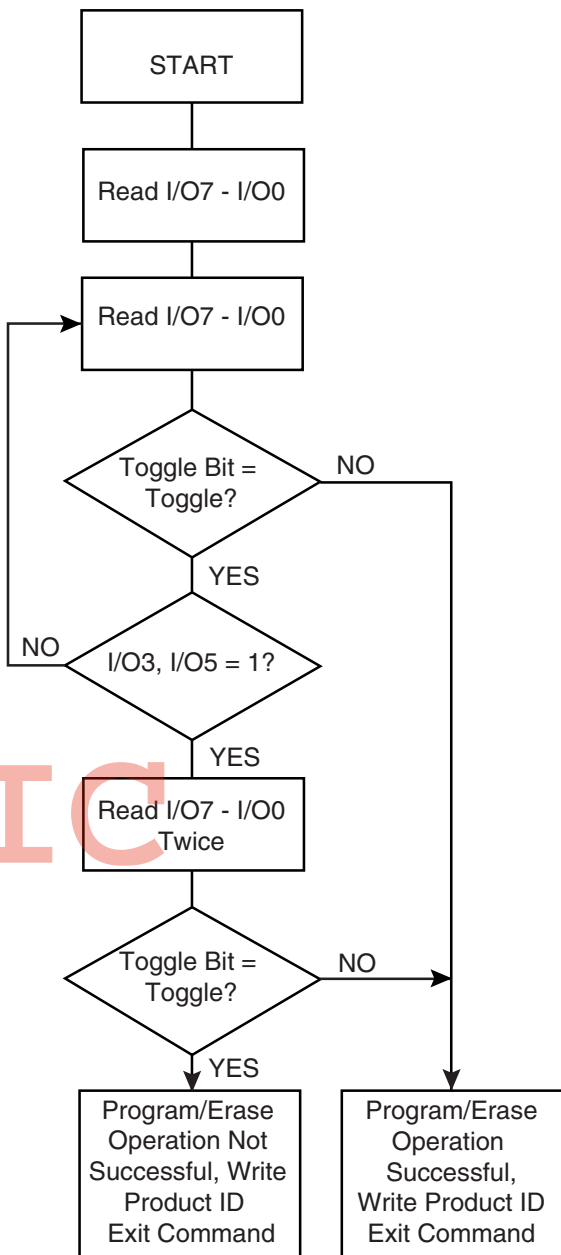 START
Read I/O7 - I/O0
Read I/O7 - I/O0
Toggle Bit =
Toggle?
NO
YES
NO
I/O3, I/O5 = 1?
YES
IC
Read I/O7 - I/O0
Twice
Toggle Bit =
Toggle?
NO
YES
Program/Erase
Operation Not
Successful, Write
Product ID
Exit Command
Program/Erase
Operation
Successful,
Write Product ID
Exit Command